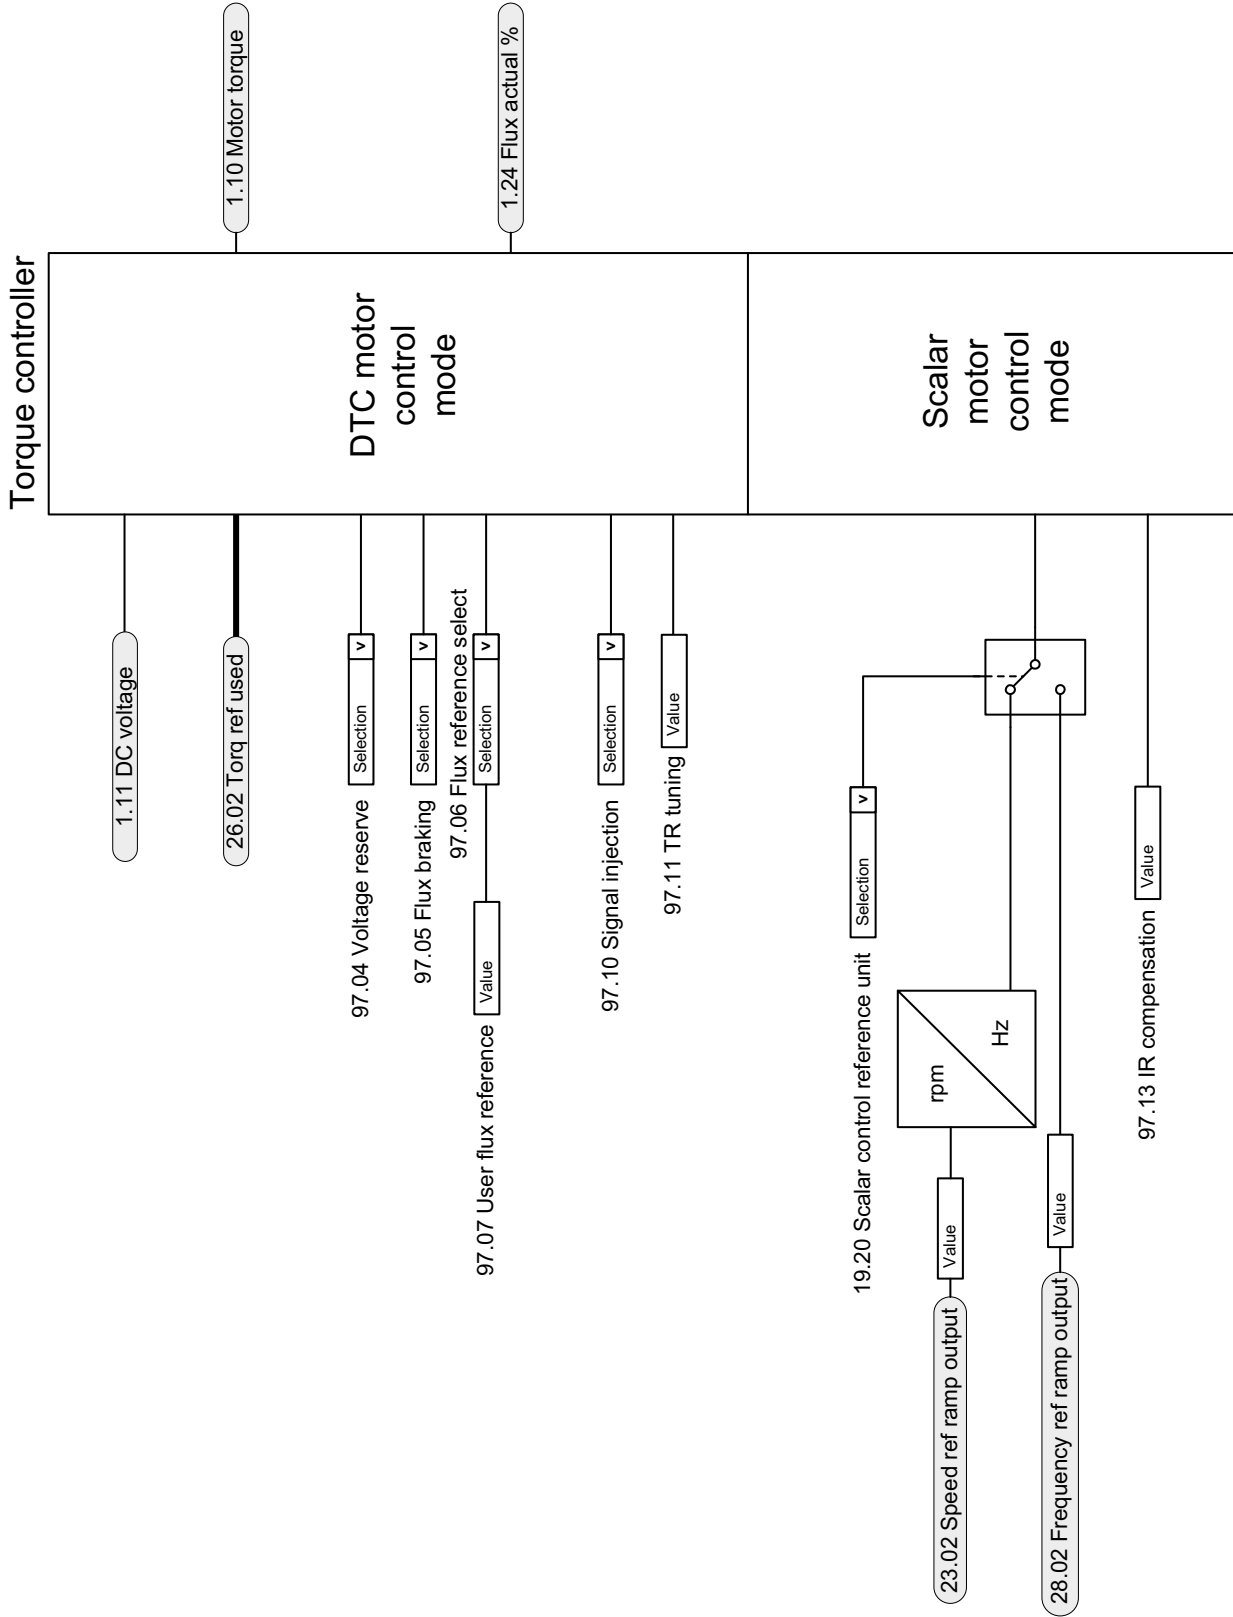 Torque controller
1.11 DC voltage
26.02 Torq ref used
97.04 Voltage reserve
Selection
v
97.05 Flux braking
Selection
v
97.06 Flux reference select
97.07 User flux reference
Value
Selection
v
97.10 Signal injection
Selection
v
97.11 TR tuning
Value
DTC motor
control
mode
1.10 Motor torque
1.24 Flux actual %
19.20 Scalar control reference unit
Selection
v
23.02 Speed ref ramp output
Value
rpm
Hz
28.02 Frequency ref ramp output
Value
97.13 IR compensation
Value
Scalar
motor
control
mode